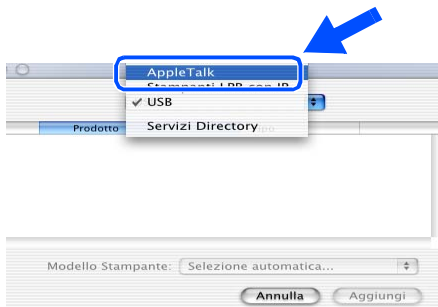 AppleTalk
Stampanti LPR con IP
✓ USB
Servizi Directory
Prodotto
Modello Stampante: Selezione automatica...
Annulla Aggiungi